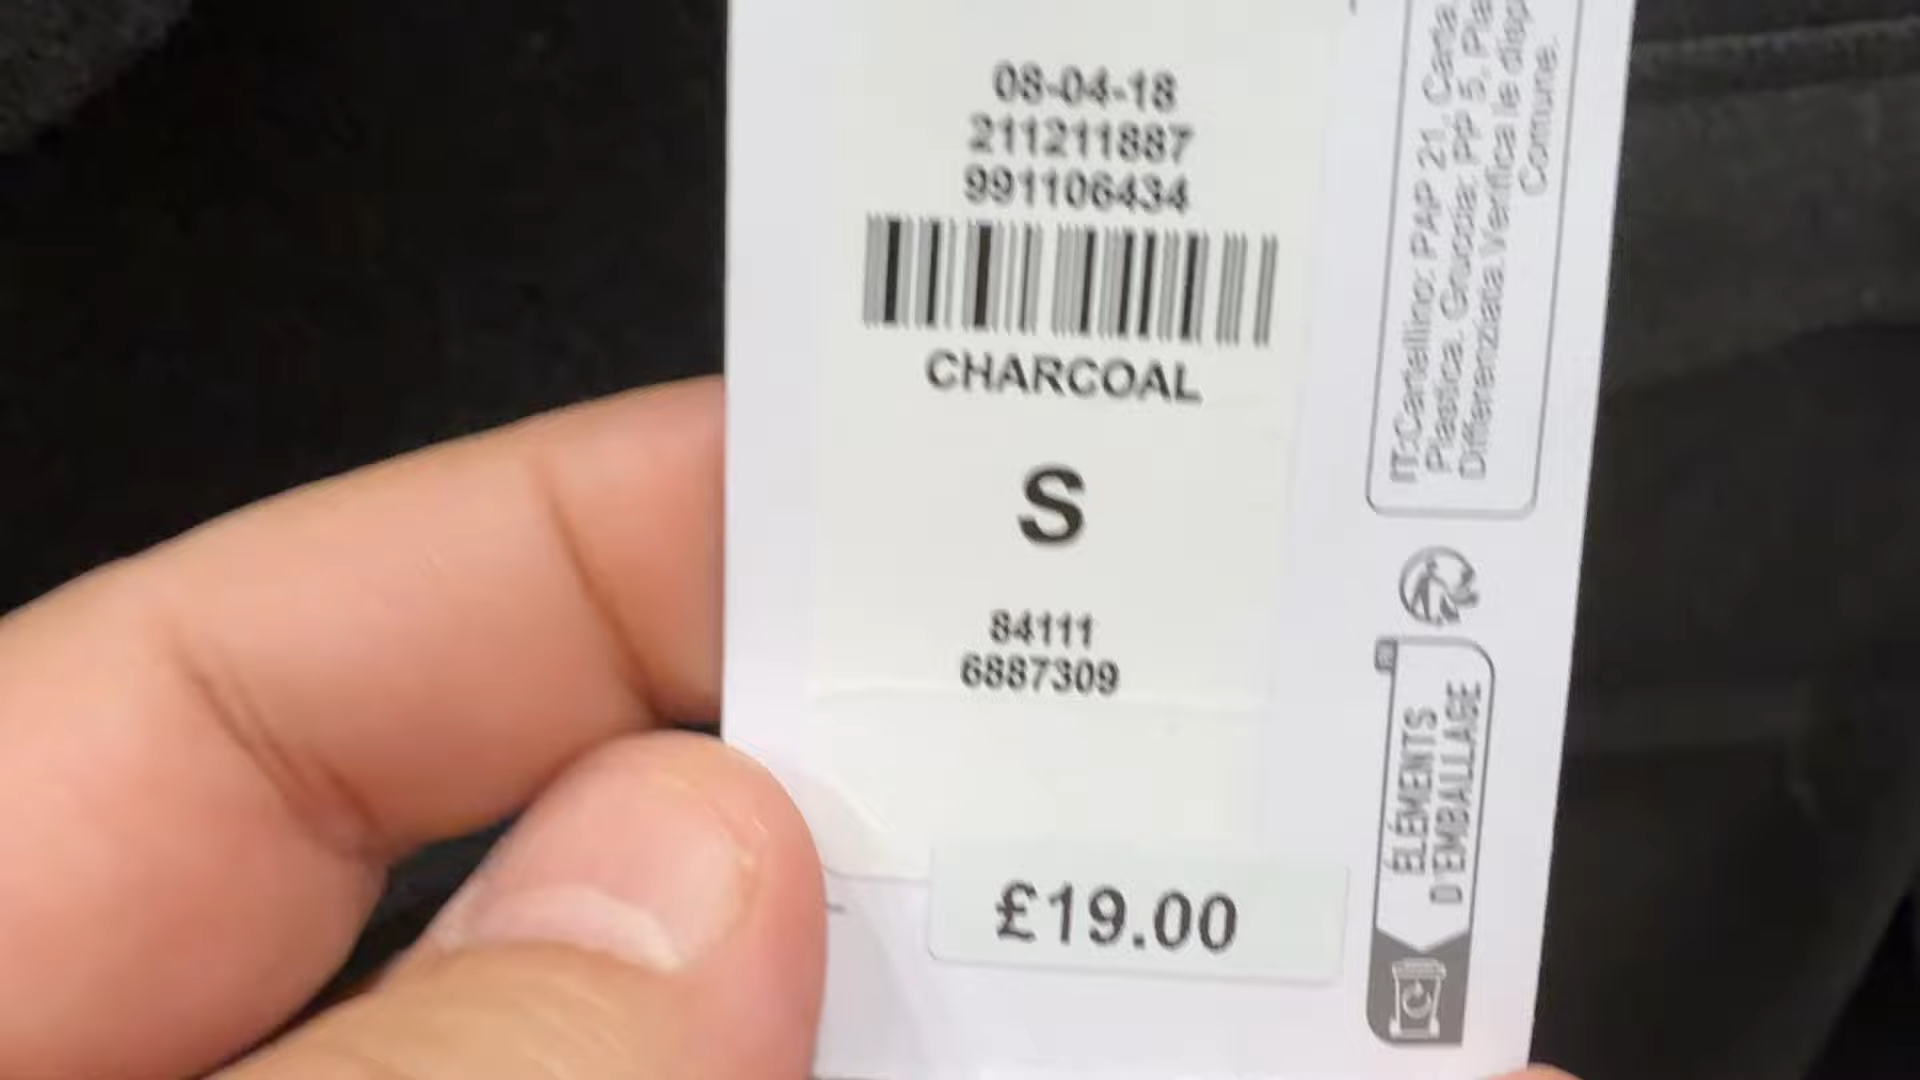 08-04-18
211211887
991106434
CHARCOAL
S
84111
6887309
£19.00
IT:Cartellino: PAP 21, Carta.
Plastica. Gruccia: PP 5, Pla
Differenziata.Verifica le disp
Comune.
ÉLÉMENTS
D'EMBALLAGE